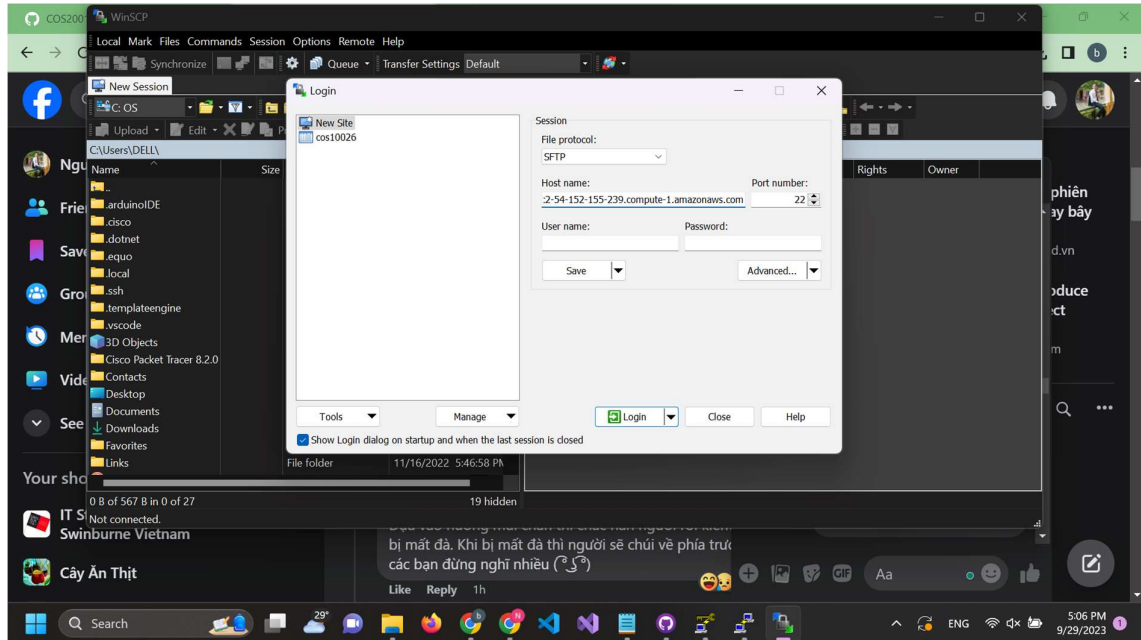 COS200
WinSCP
Local Mark Files Commands Session Options Remote Help
Synchronize
Queue
Transfer Settings Default
New Session
C: OS
Upload
Edit
C:\Users\DELL\
Name
Size
Rights
Owner
..
.arduinoIDE
.cisco
.dotnet
.equo
.local
.ssh
.templateengine
.vscode
3D Objects
Cisco Packet Tracer 8.2.0
Contacts
Desktop
Documents
Downloads
Favorites
Links
File folder
11/16/2022 5:46:58 PM
0 B of 567 B in 0 of 27
19 hidden
Not connected.
Login
New Site
cos10026
Session
File protocol:
SFTP
Host name:
Port number:
:2-54-152-155-239.compute-1.amazonaws.com
22
User name:
Password:
Save
Advanced...
Tools
Manage
Login
Close
Help
Show Login dialog on startup and when the last session is closed
b
Ngu
Frie
Save
Gro
Mer
Vide
See
Your sho
IT S
Swinburne Vietnam
Cây Ăn Thịt
phiên
ay bây
d.vn
oduce
ct
m
bị mất đà. Khi bị mất đà thì người sẽ chúi về phía trướ
các bạn đừng nghĩ nhiều ( ͡° ͜ʖ ͡°)
Like Reply 1h
GIF
Aa
Search
29°
ENG
5:06 PM
9/29/2023
1